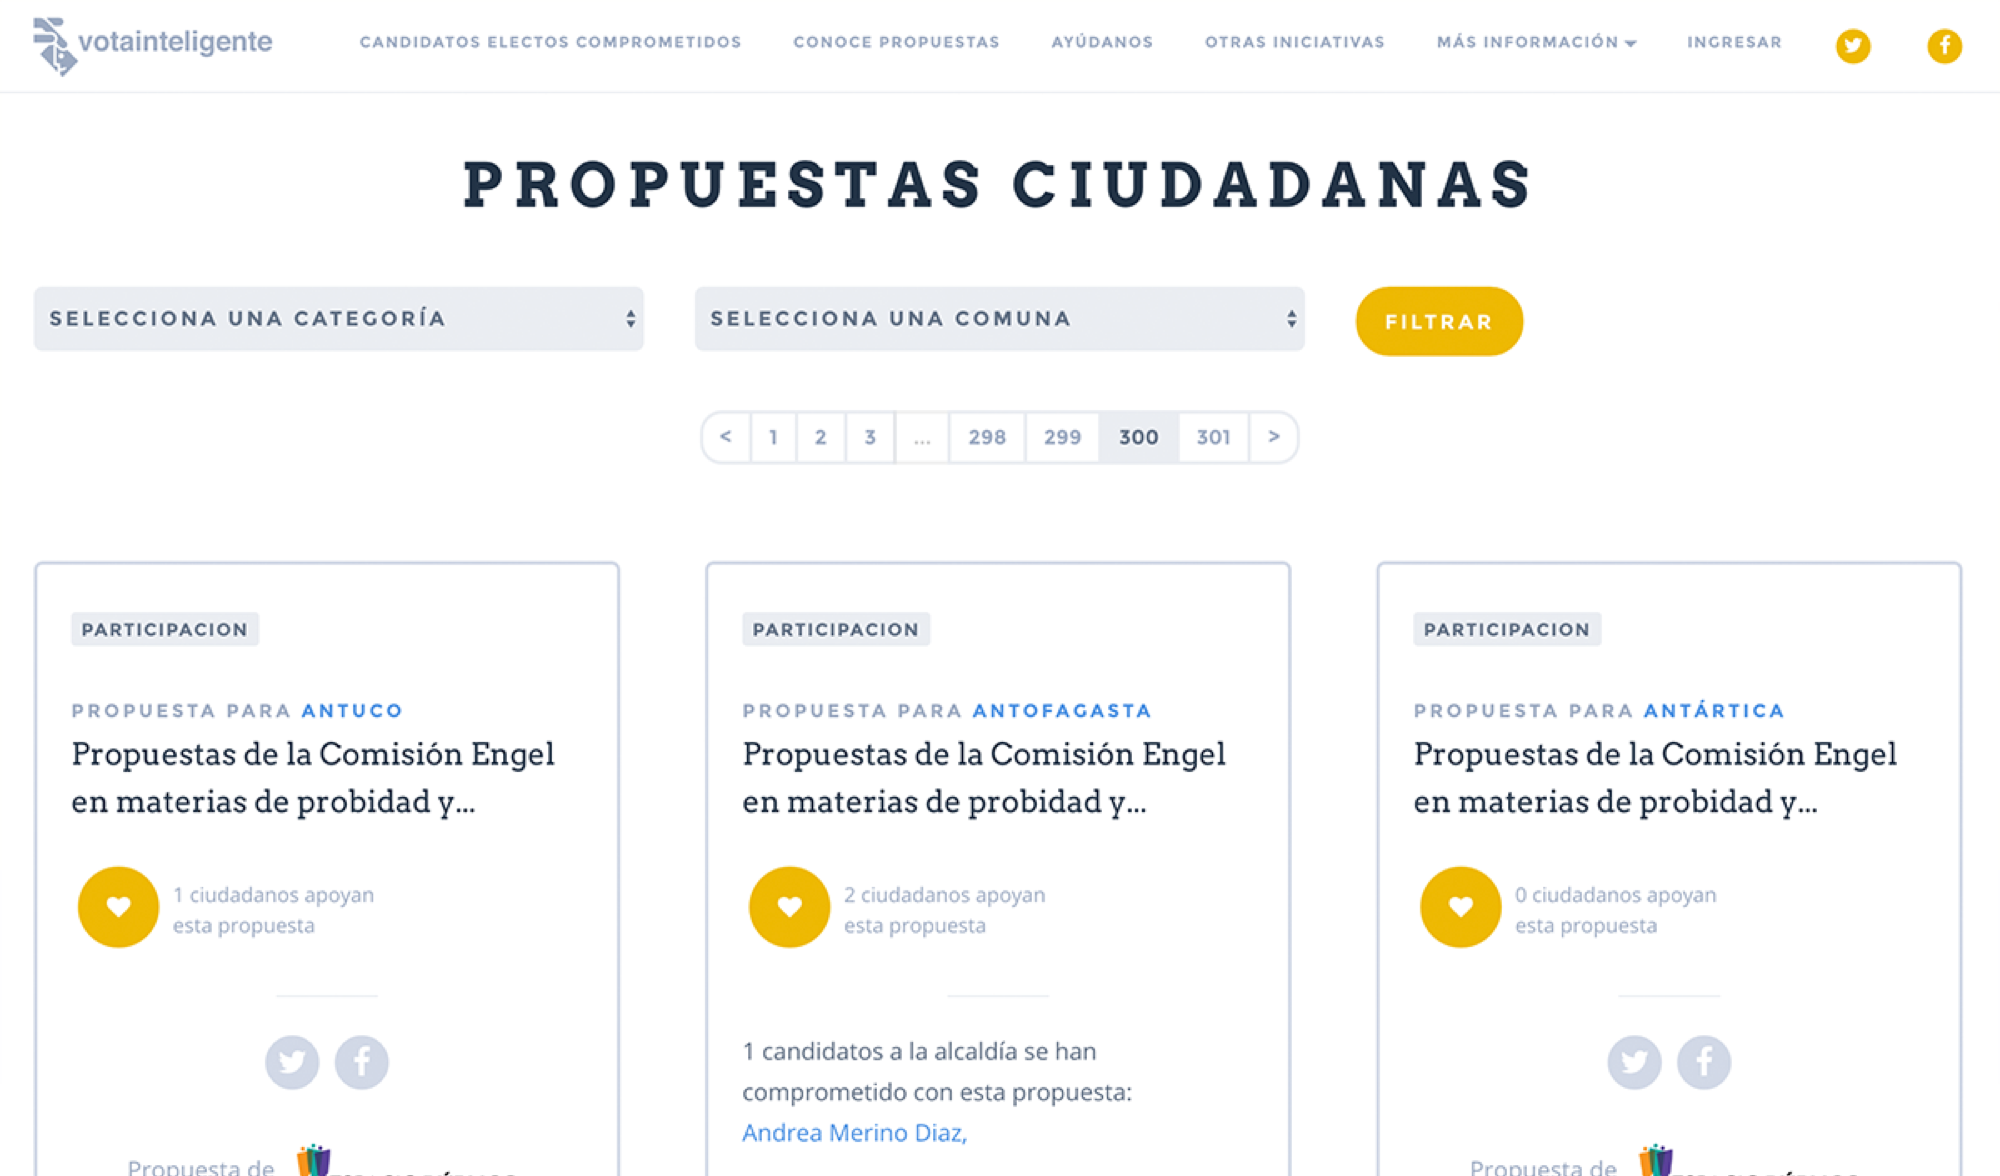 votainteligente
CANDIDATOS ELECTOS COMPROMETIDOS
CONOCE PROPUESTAS
AYÚDANOS
OTRAS INICIATIVAS
MÁS INFORMACIÓN
INGRESAR
PROPUESTAS CIUDADANAS
SELECCIONA UNA CATEGORÍA
SELECCIONA UNA COMUNA
FILTRAR
< 1 2 3 ... 298 299 300 301 >
PARTICIPACION
PROPUESTA PARA ANTUCO
Propuestas de la Comisión Engel
en materias de probidad y...
1 ciudadanos apoyan
esta propuesta
Propuesta de
PARTICIPACION
PROPUESTA PARA ANTOFAGASTA
Propuestas de la Comisión Engel
en materias de probidad y...
2 ciudadanos apoyan
esta propuesta
1 candidatos a la alcaldía se han
comprometido con esta propuesta:
Andrea Merino Diaz,
PARTICIPACION
PROPUESTA PARA ANTÁRTICA
Propuestas de la Comisión Engel
en materias de probidad y...
0 ciudadanos apoyan
esta propuesta
Propuesta de